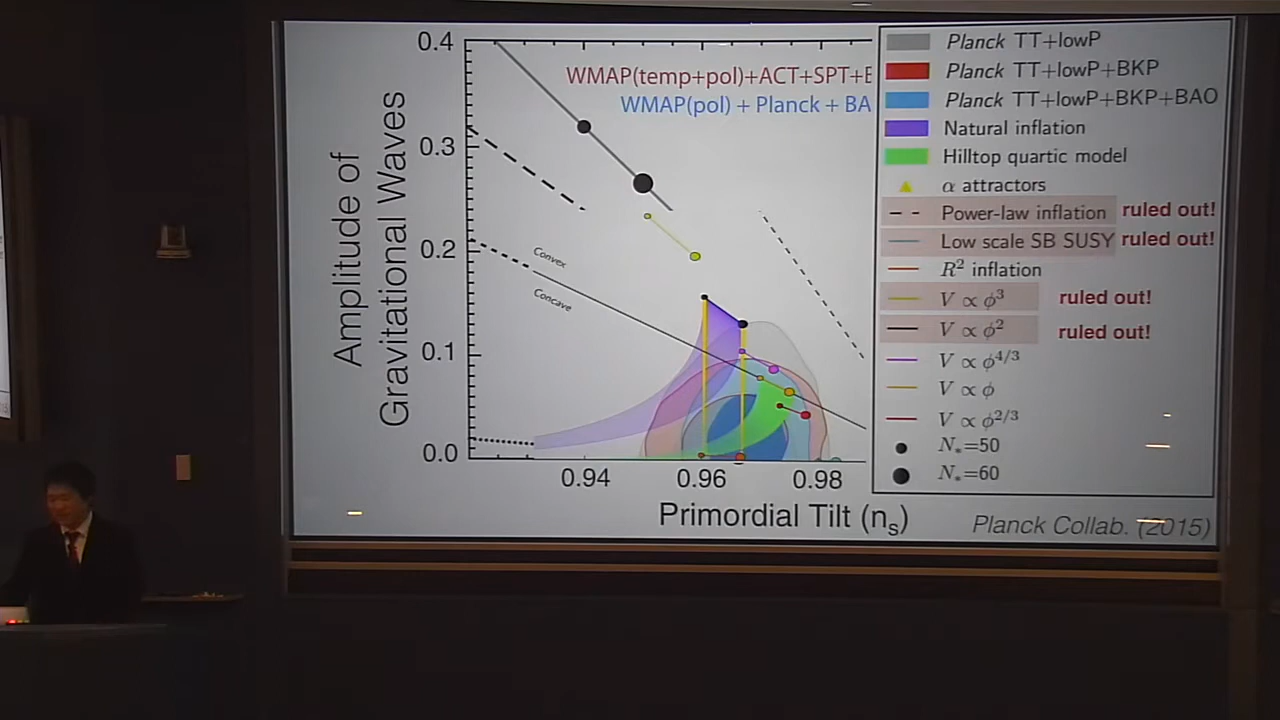 0.4
0.3
0.2
0.1
0.0
0.94
0.96
0.98
Amplitude of
Gravitational Waves
Primordial Tilt (nₛ)
WMAP(temp+pol)+ACT+SPT+B
WMAP(pol) + Planck + BA
Convex
Concave
Planck TT+lowP
Planck TT+lowP+BKP
Planck TT+lowP+BKP+BAO
Natural inflation
Hilltop quartic model
α attractors
Power-law inflation ruled out!
Low scale SB SUSY ruled out!
R² inflation
V ∝ ϕ³ ruled out!
V ∝ ϕ² ruled out!
V ∝ ϕ⁴ᐟ³
V ∝ ϕ
V ∝ ϕ²ᐟ³
N*=50
N*=60
Planck Collab. (2015)